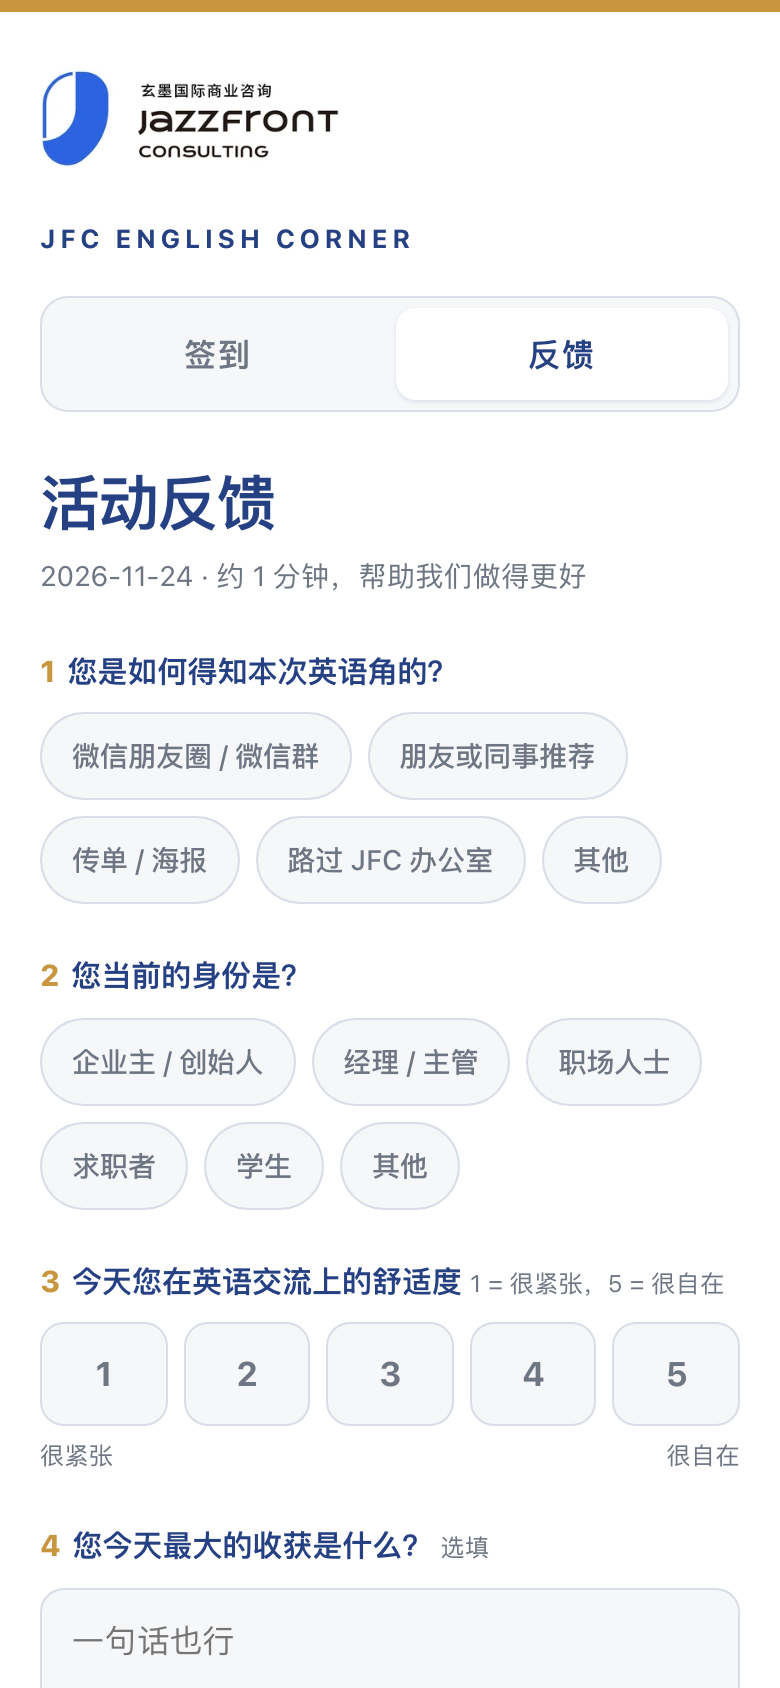 玄墨国际商业咨询
Jazzfront
CONSULTING
JFC ENGLISH CORNER
签到
反馈
活动反馈
2026-11-24 · 约 1 分钟，帮助我们做得更好
1 您是如何得知本次英语角的?
微信朋友圈 / 微信群
朋友或同事推荐
传单 / 海报
路过 JFC 办公室
其他
2 您当前的身份是?
企业主 / 创始人
经理 / 主管
职场人士
求职者
学生
其他
3 今天您在英语交流上的舒适度 1 = 很紧张，5 = 很自在
1
2
3
4
5
很紧张
很自在
4 您今天最大的收获是什么? 选填
一句话也行